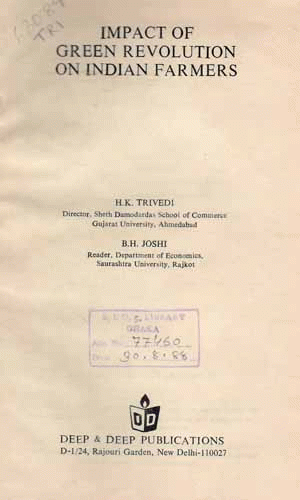 TRI
IMPACT OF
GREEN REVOLUTION
ON INDIAN FARMERS
H.K. TRIVEDI
Director, Sheth Damodardas School of Commerce
Gujarat University, Ahmedabad
B.H. JOSHI
Reader, Department of Economics,
Saurashtra University, Rajkot
LIBRARY
DHAKA
77460
30.8.88
DEEP & DEEP PUBLICATIONS
D-1/24, Rajouri Garden, New Delhi-110027